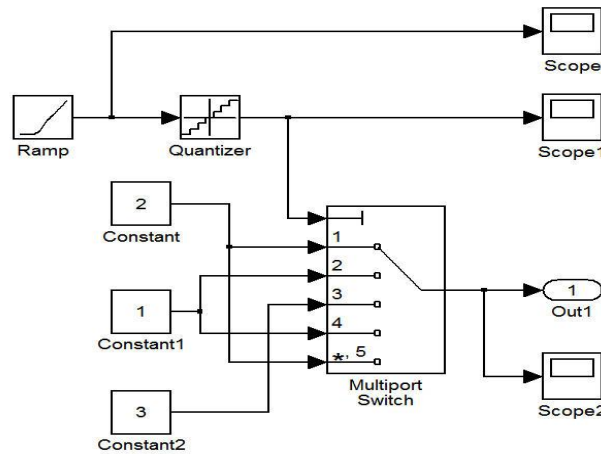 Scope
Ramp
Quantizer
Scope1
2
Constant
1
2
3
4
*, 5
1
Constant1
1
Out1
Multiport
Switch
3
Constant2
Scope2